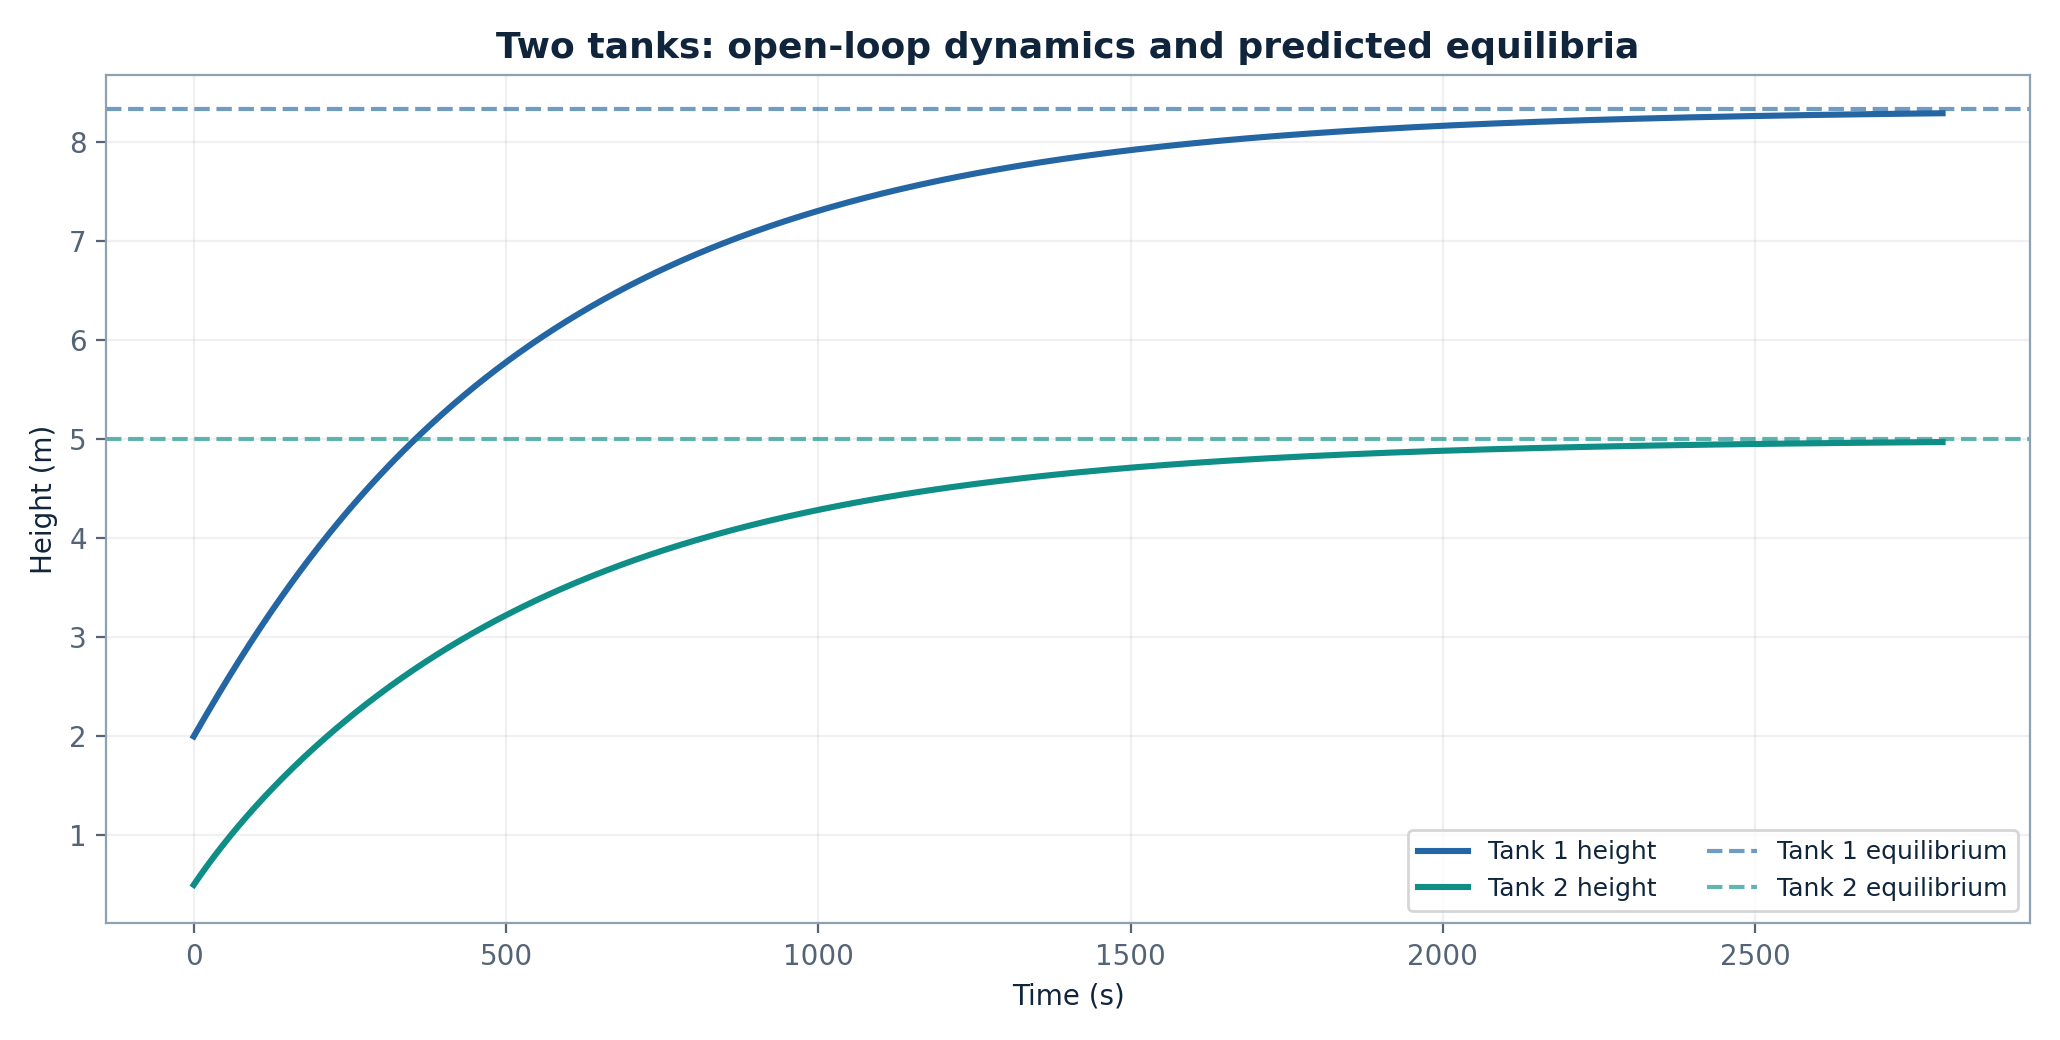 Two tanks: open-loop dynamics and predicted equilibria
Height (m)
8
7
6
5
4
3
2
1
Tank 1 height
Tank 2 height
Tank 1 equilibrium
Tank 2 equilibrium
0 500 1000 1500 2000 2500
Time (s)